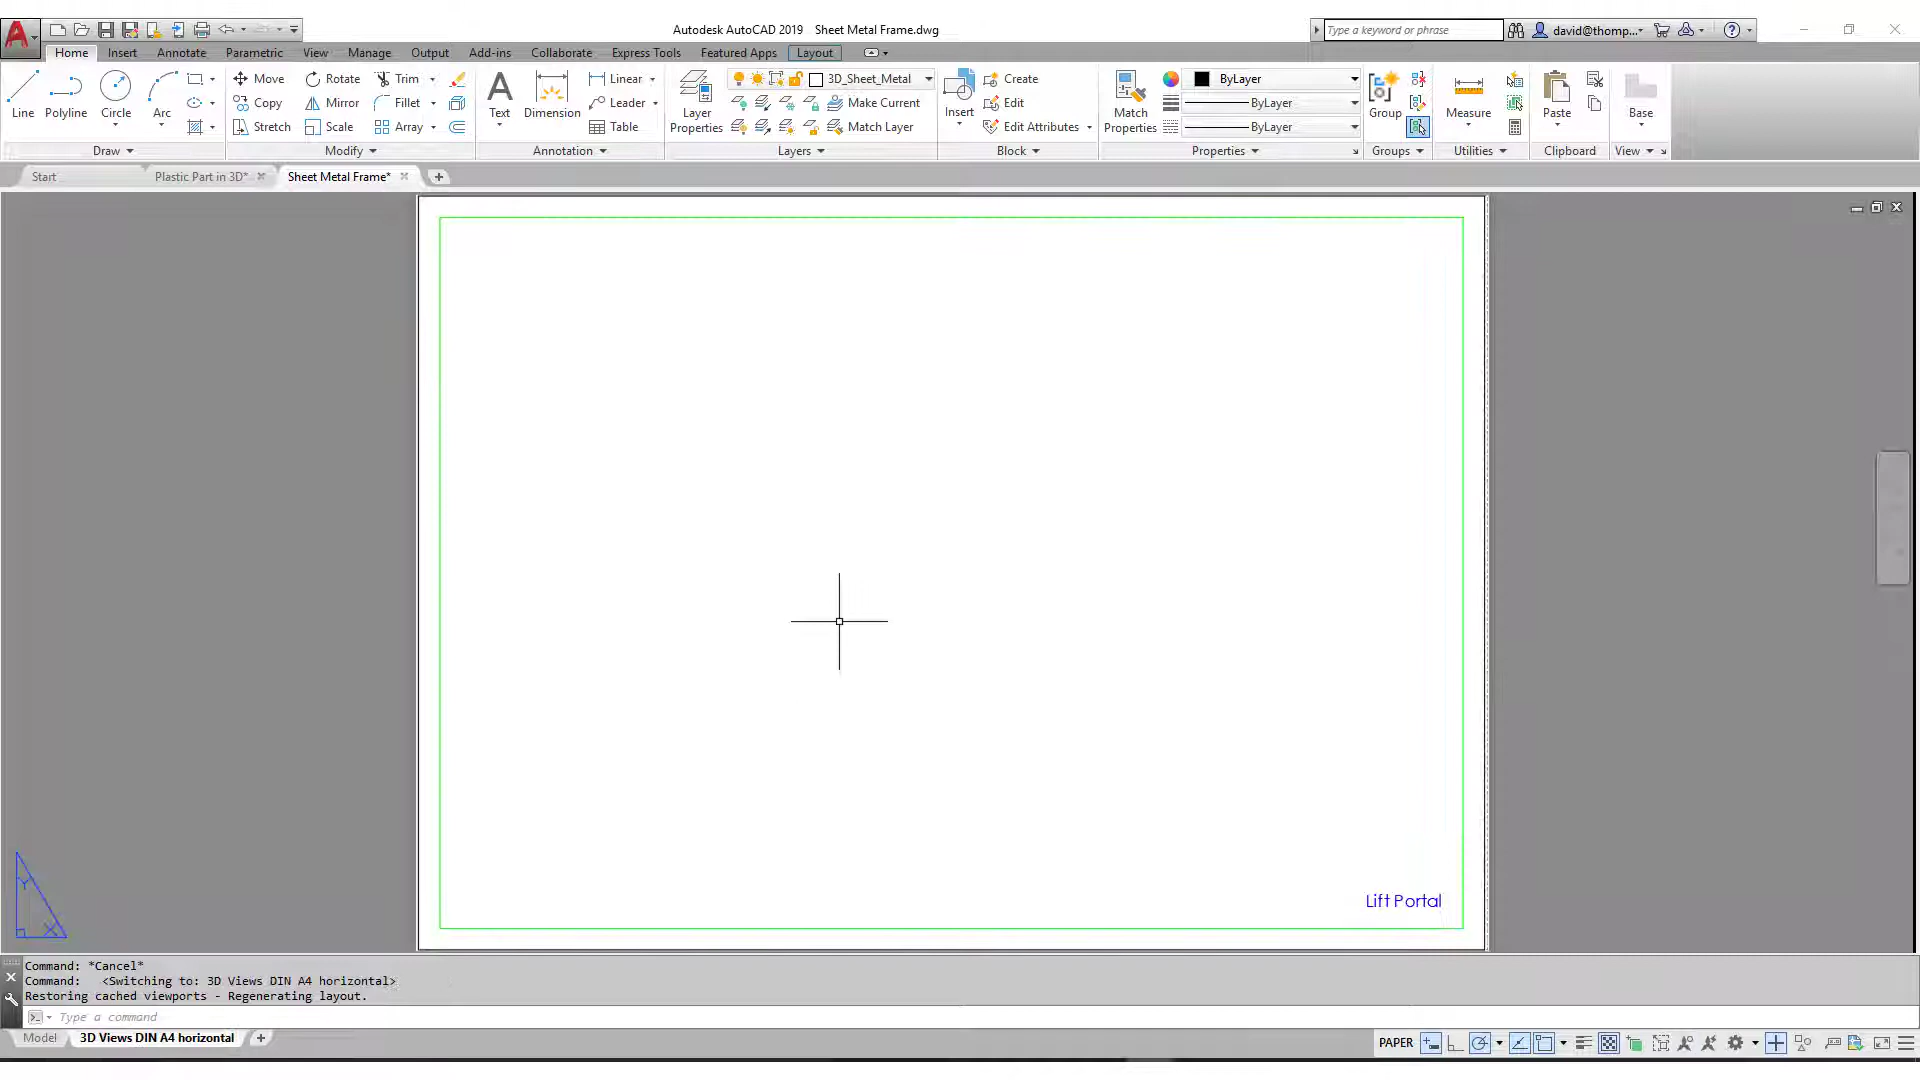 Autodesk AutoCAD 2019 Sheet Metal Frame.dwg
Type a keyword or phrase
david@thomp...
Home Insert Annotate Parametric View Manage Output Add-ins Collaborate Express Tools Featured Apps Layout
Line
Polyline
Circle
Arc
Draw
Move Rotate Trim
Copy Mirror Fillet
Stretch Scale Array
Modify
Text
Dimension
Linear
Leader
Table
Annotation
Layer Properties
3D_Sheet_Metal
Make Current
Match Layer
Layers
Insert
Create
Edit
Edit Attributes
Block
Match Properties
ByLayer
ByLayer
ByLayer
Properties
Group
Groups
Measure
Utilities
Paste
Clipboard
Base
View
Start Plastic Part in 3D* Sheet Metal Frame*
Lift Portal
Y
X
Command: *Cancel*
Command: <Switching to: 3D Views DIN A4 horizontal>
Restoring cached viewports - Regenerating layout.
Type a command
Model 3D Views DIN A4 horizontal
PAPER